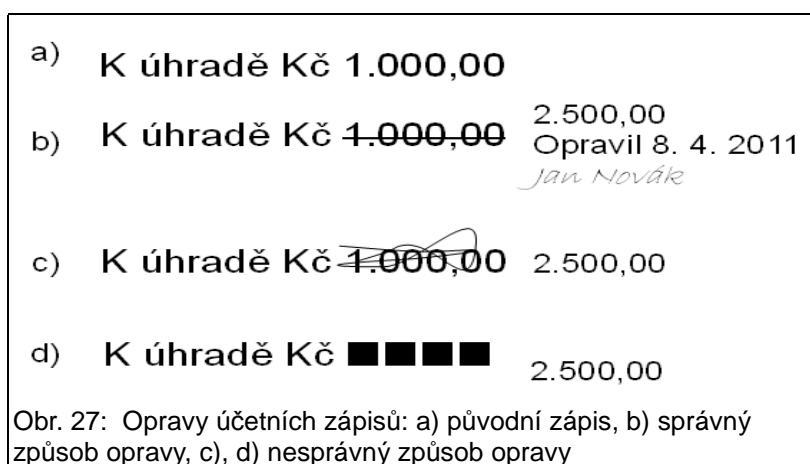 a) K úhradě Kč 1.000,00
b) K úhradě Kč 1.000,00 2.500,00
Opravil 8. 4. 2011
Jan Novák
c) K úhradě Kč 1.000,00 2.500,00
d) K úhradě Kč 2.500,00
Obr. 27: Opravy účetních zápisů: a) původní zápis, b) správný
způsob opravy, c), d) nesprávný způsob opravy